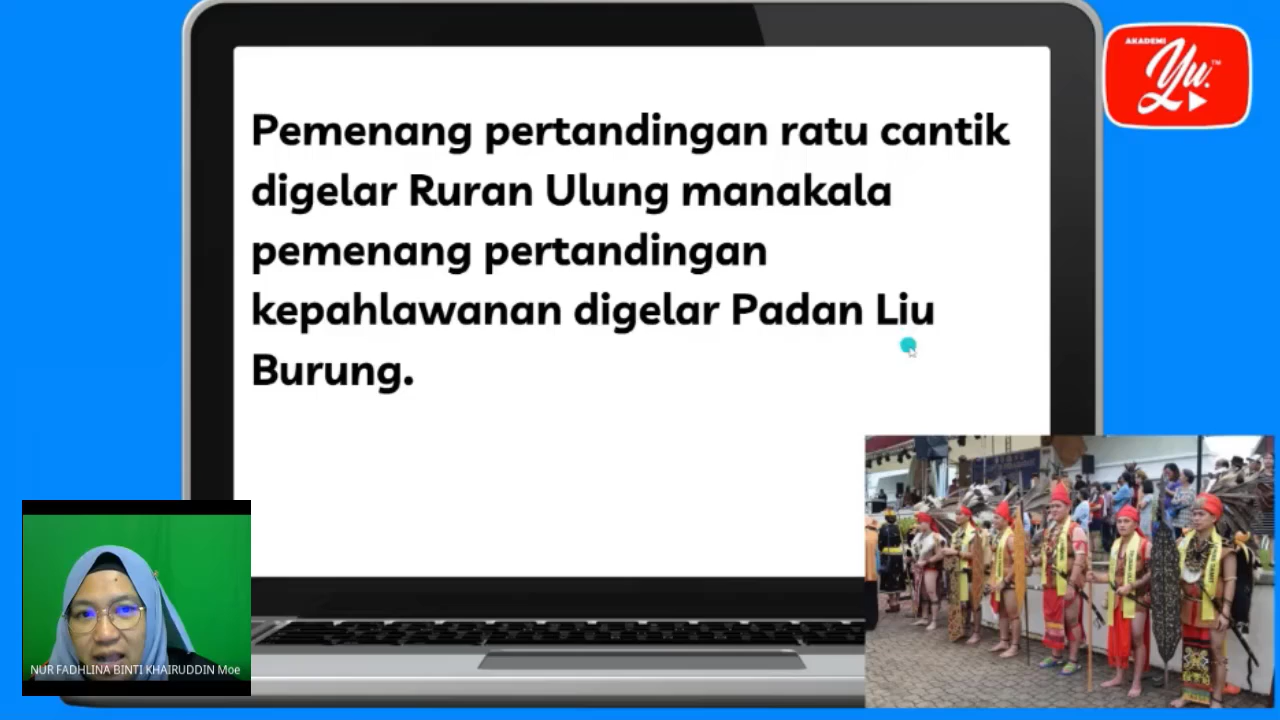 Pemenang pertandingan ratu cantik
digelar Ruran Ulung manakala
pemenang pertandingan
kepahlawanan digelar Padan Liu
Burung.
AKADEMI
Yu.
TM
NUR FADHLINA BINTI KHAIRUDDIN Moe